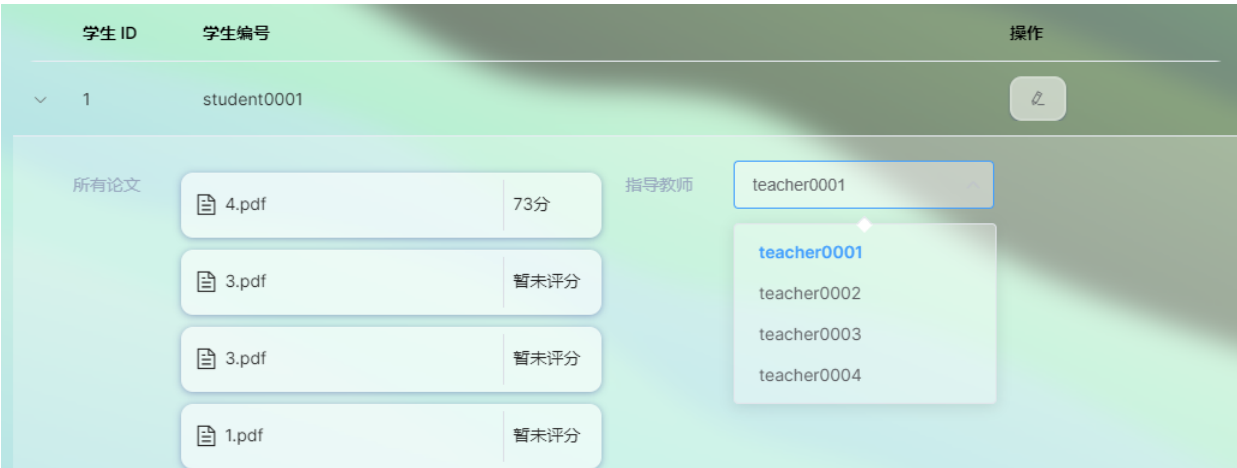 学生 ID 学生编号 操作
1 student0001
所有论文 指导教师 teacher0001
4.pdf 73分
teacher0001
3.pdf 暂未评分
teacher0002
teacher0003
3.pdf 暂未评分
teacher0004
1.pdf 暂未评分